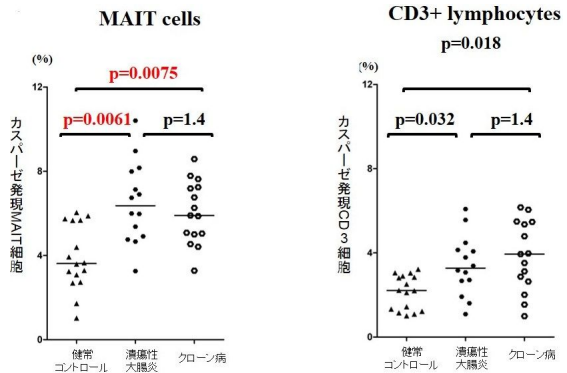 MAIT cells
(%)
p=0.0075
p=0.0061
p=1.4
カスパーゼ発現MAIT細胞
12
8
4
0
健常
コントロール
潰瘍性
大腸炎
クローン病
CD3+ lymphocytes
p=0.018
(%)
p=0.032
p=1.4
カスパーゼ発現CD3細胞
12
8
4
0
健常
コントロール
潰瘍性
大腸炎
クローン病